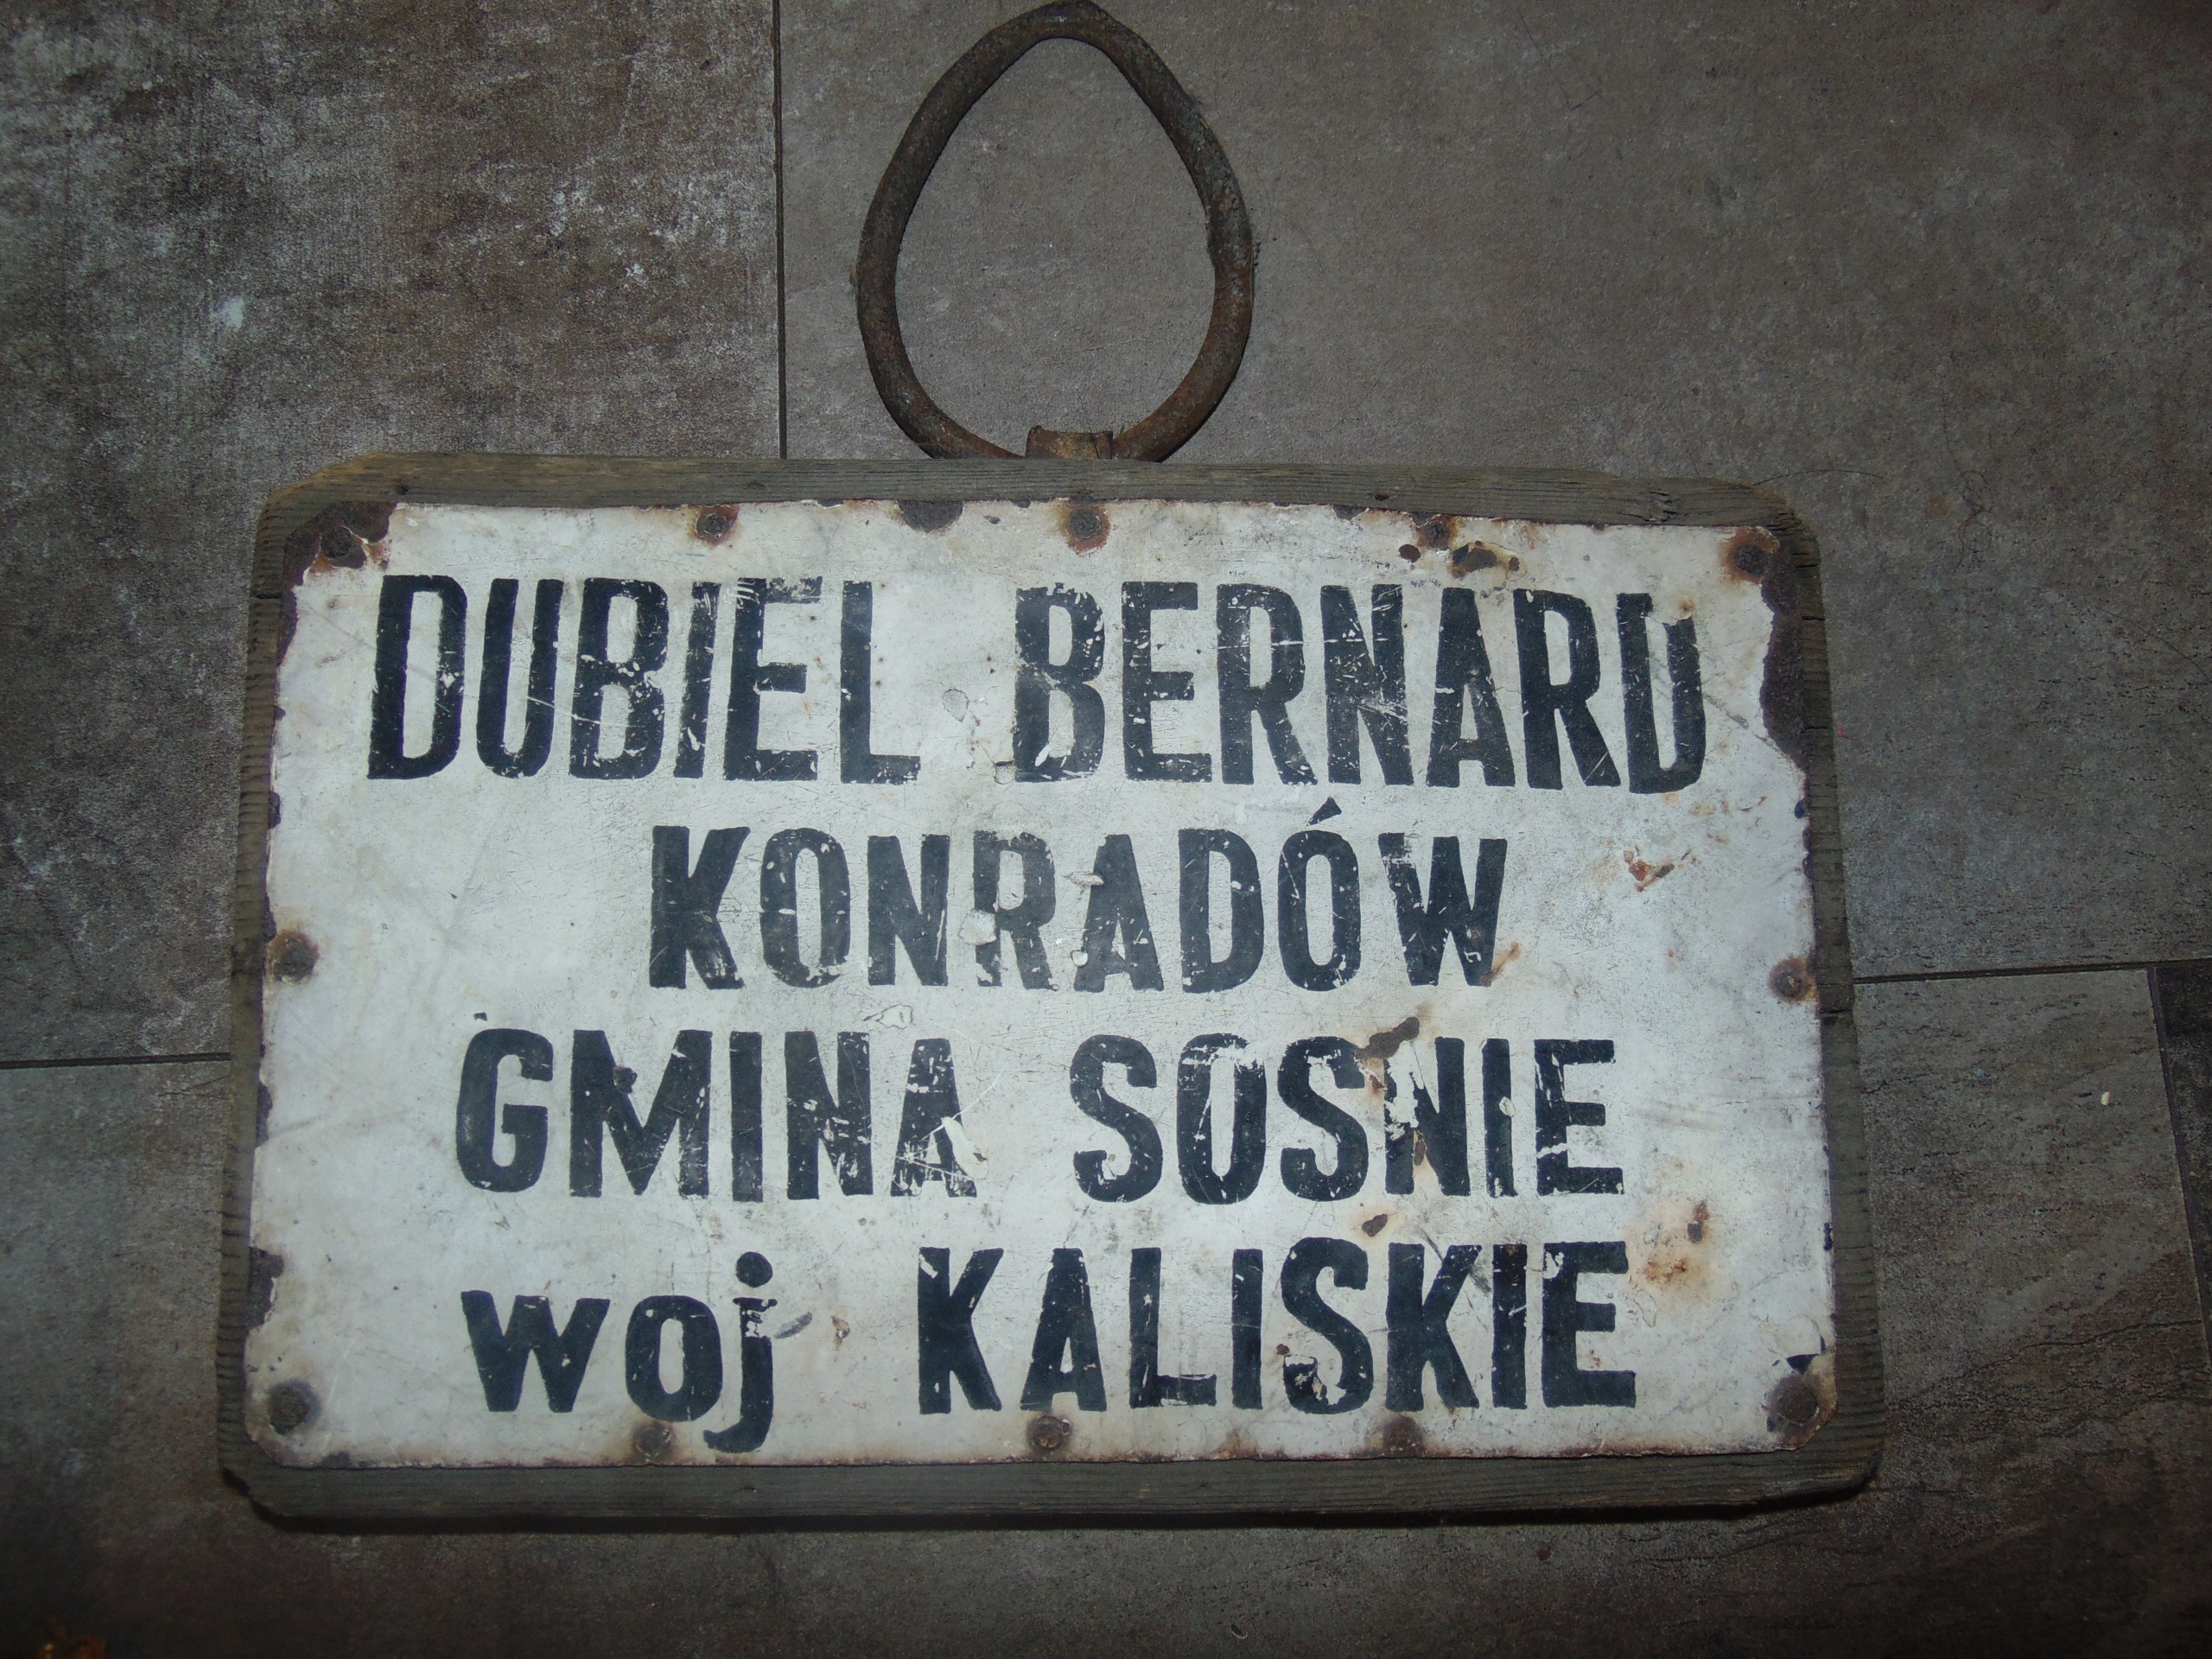 DUBIEL BERNARD
KONRADÓW
GMINA SOSNIE
woj KALISKIE